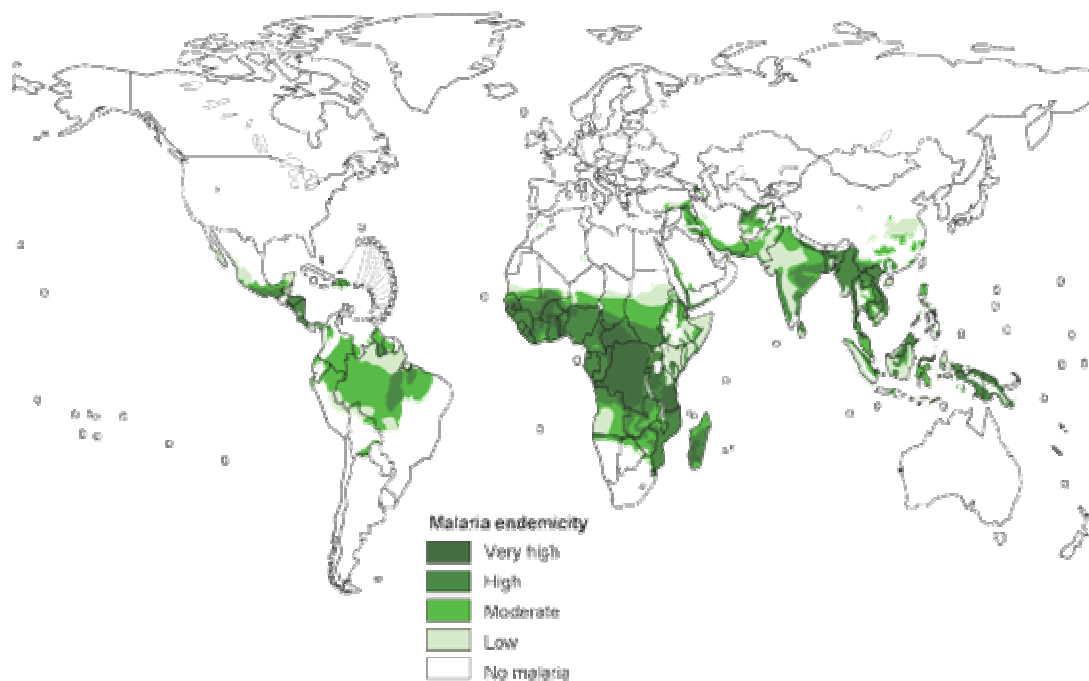 Malaria endemicity
Very high
High
Moderate
Low
No malaria